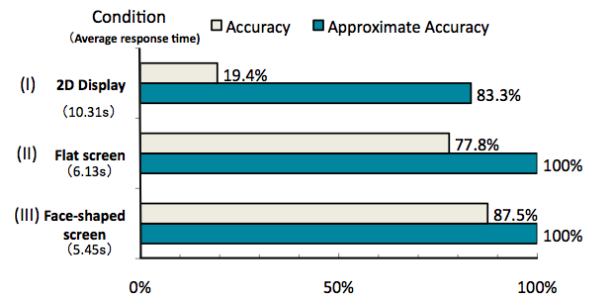 Condition
(Average response time)
Accuracy
Approximate Accuracy
(I) 2D Display
(10.31s)
19.4%
83.3%
(II) Flat screen
(6.13s)
77.8%
100%
(III) Face-shaped
screen
(5.45s)
87.5%
100%
0%
50%
100%